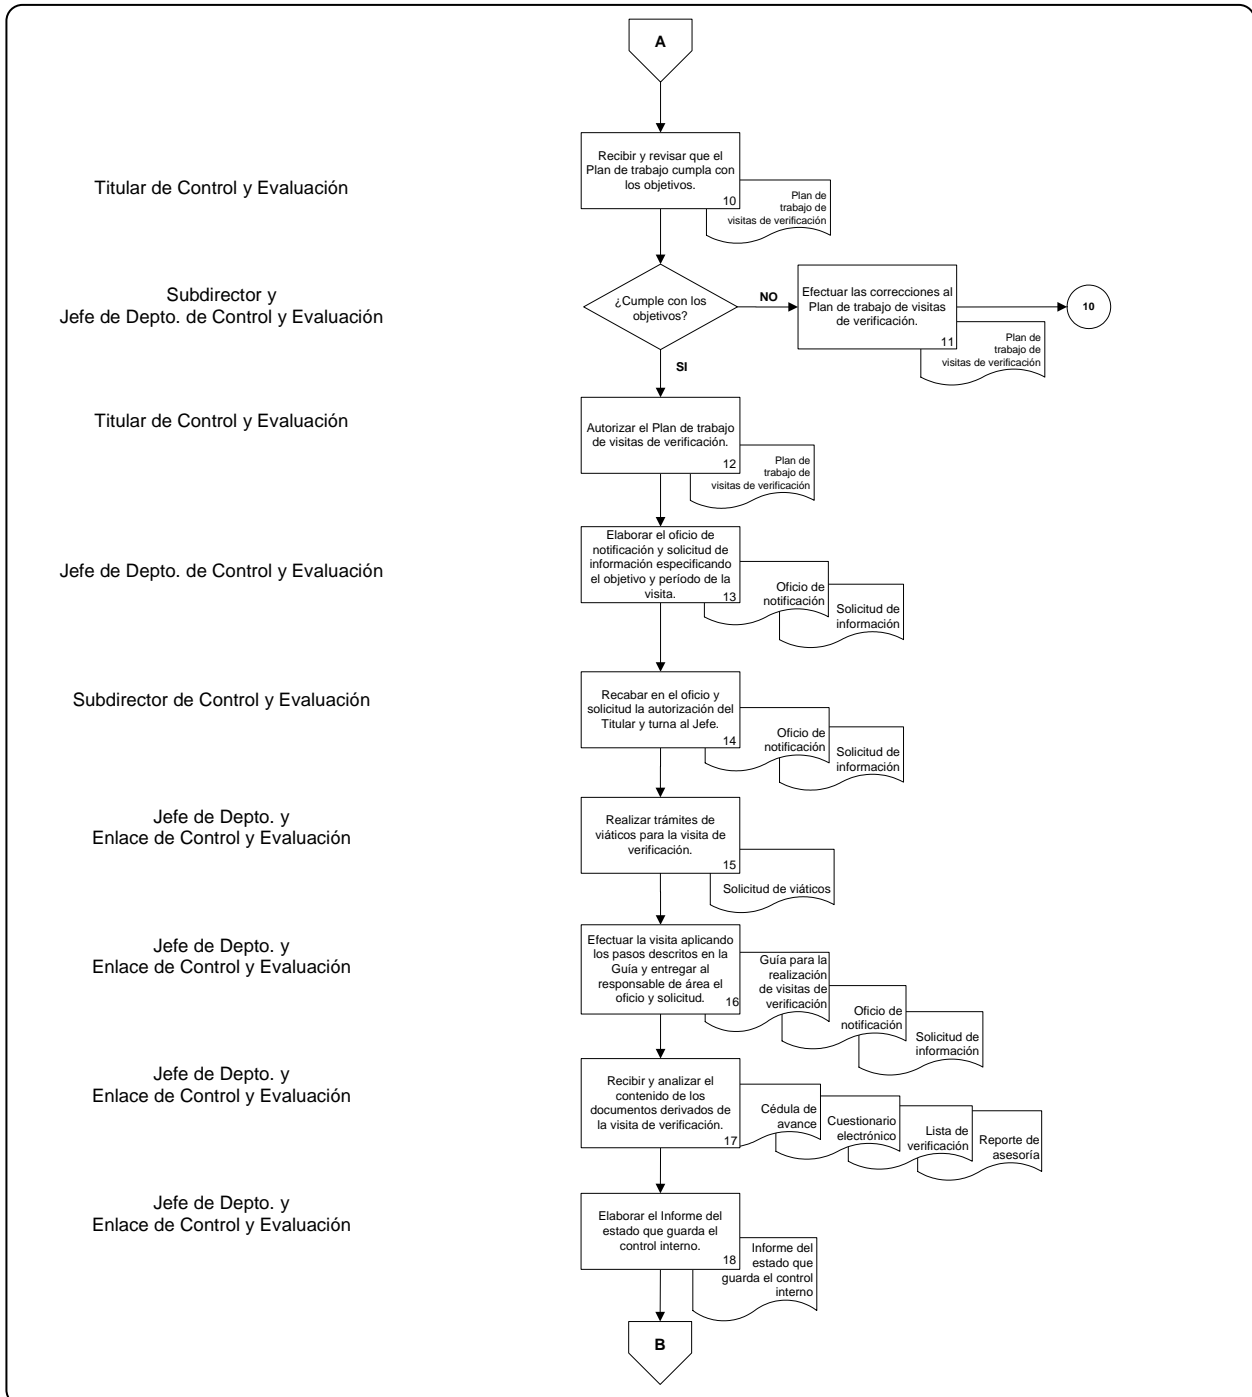 A
Titular de Control y Evaluación
Recibir y revisar que el
Plan de trabajo cumpla con
los objetivos.
10
Plan de
trabajo de
visitas de verificación
Subdirector y
Jefe de Depto. de Control y Evaluación
¿Cumple con los
objetivos?
NO
Efectuar las correcciones al
Plan de trabajo de visitas
de verificación.
11
10
Plan de
trabajo de
visitas de verificación
SI
Titular de Control y Evaluación
Autorizar el Plan de trabajo
de visitas de verificación.
12
Plan de
trabajo de
visitas de verificación
Jefe de Depto. de Control y Evaluación
Elaborar el oficio de
notificación y solicitud de
información especificando
el objetivo y período de la
visita.
13
Oficio de
notificación
Solicitud de
información
Subdirector de Control y Evaluación
Recabar en el oficio y
solicitud la autorización del
Titular y turna al Jefe.
14
Oficio de
notificación
Solicitud de
información
Jefe de Depto. y
Enlace de Control y Evaluación
Realizar trámites de
viáticos para la visita de
verificación.
15
Solicitud de viáticos
Jefe de Depto. y
Enlace de Control y Evaluación
Efectuar la visita aplicando
los pasos descritos en la
Guía y entregar al
responsable de área el
oficio y solicitud.
16
Guía para la
realización
de visitas de
verificación
Oficio de
notificación
Solicitud de
información
Jefe de Depto. y
Enlace de Control y Evaluación
Recibir y analizar el
contenido de los
documentos derivados de
la visita de verificación.
17
Cédula de
avance
Cuestionario
electrónico
Lista de
verificación
Reporte de
asesoría
Jefe de Depto. y
Enlace de Control y Evaluación
Elaborar el Informe del
estado que guarda el
control interno.
18
Informe del
estado que
guarda el control
interno
B